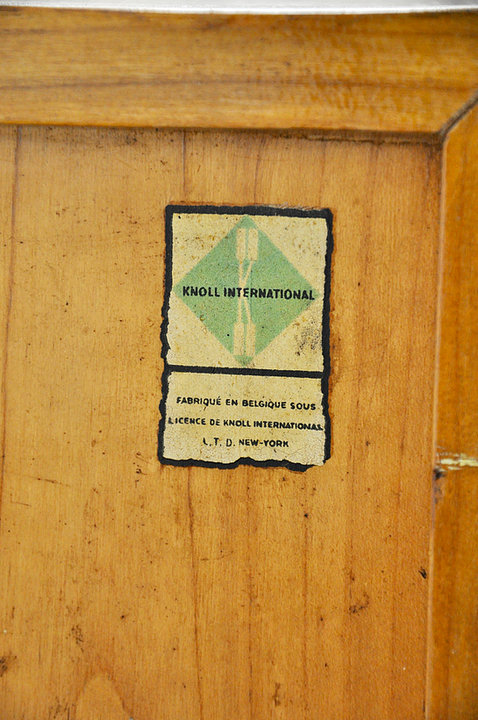 KNOLL INTERNATIONAL
FABRIQUÉ EN BELGIQUE SOUS
LICENCE DE KNOLL INTERNATIONAL
L.T.D. NEW-YORK